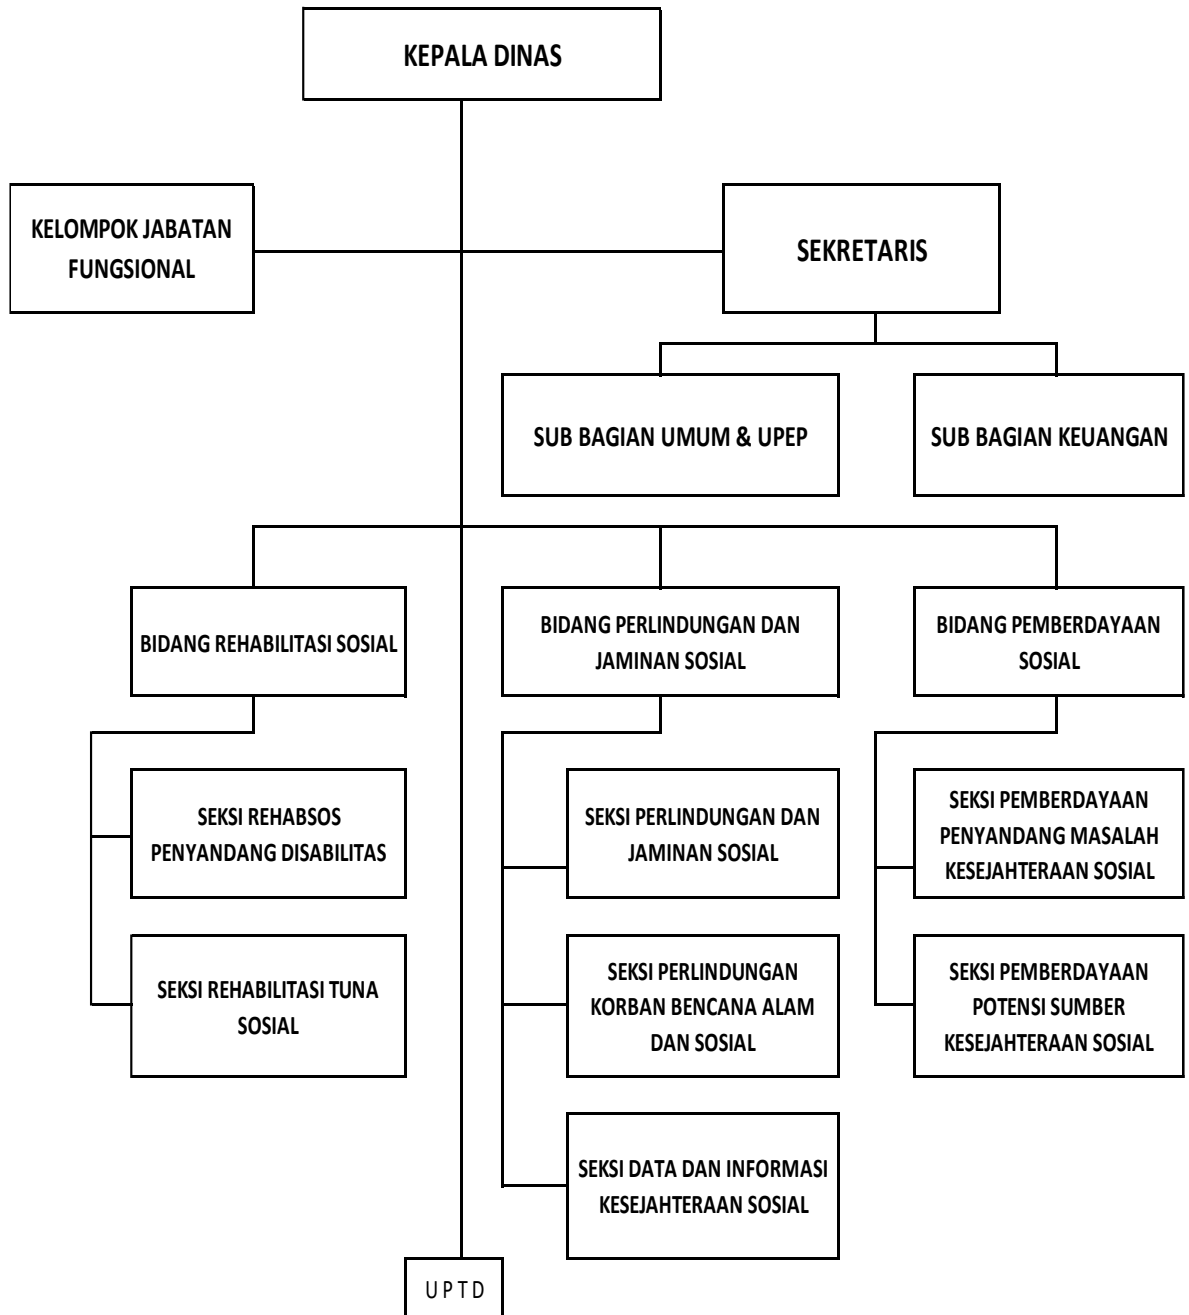 KEPALA DINAS
KELOMPOK JABATAN
FUNGSIONAL
SEKRETARIS
SUB BAGIAN UMUM & UPEP
SUB BAGIAN KEUANGAN
BIDANG REHABILITASI SOSIAL
BIDANG PERLINDUNGAN DAN
JAMINAN SOSIAL
BIDANG PEMBERDAYAAN
SOSIAL
SEKSI REHABSOS
PENYANDANG DISABILITAS
SEKSI PERLINDUNGAN DAN
JAMINAN SOSIAL
SEKSI PEMBERDAYAAN
PENYANDANG MASALAH
KESEJAHTERAAN SOSIAL
SEKSI REHABILITASI TUNA
SOSIAL
SEKSI PERLINDUNGAN
KORBAN BENCANA ALAM
DAN SOSIAL
SEKSI PEMBERDAYAAN
POTENSI SUMBER
KESEJAHTERAAN SOSIAL
SEKSI DATA DAN INFORMASI
KESEJAHTERAAN SOSIAL
U P T D